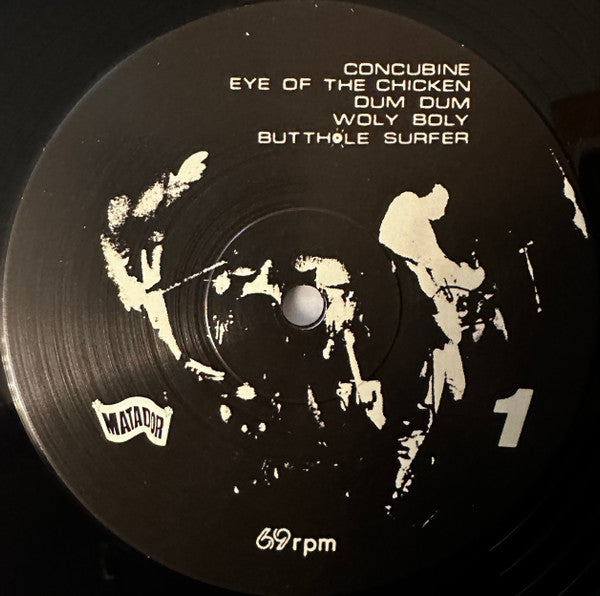 CONCUBINE
EYE OF THE CHICKEN
DUM DUM
WOLY BOLY
BUTTHOLE SURFER
MATADOR
1
69rpm